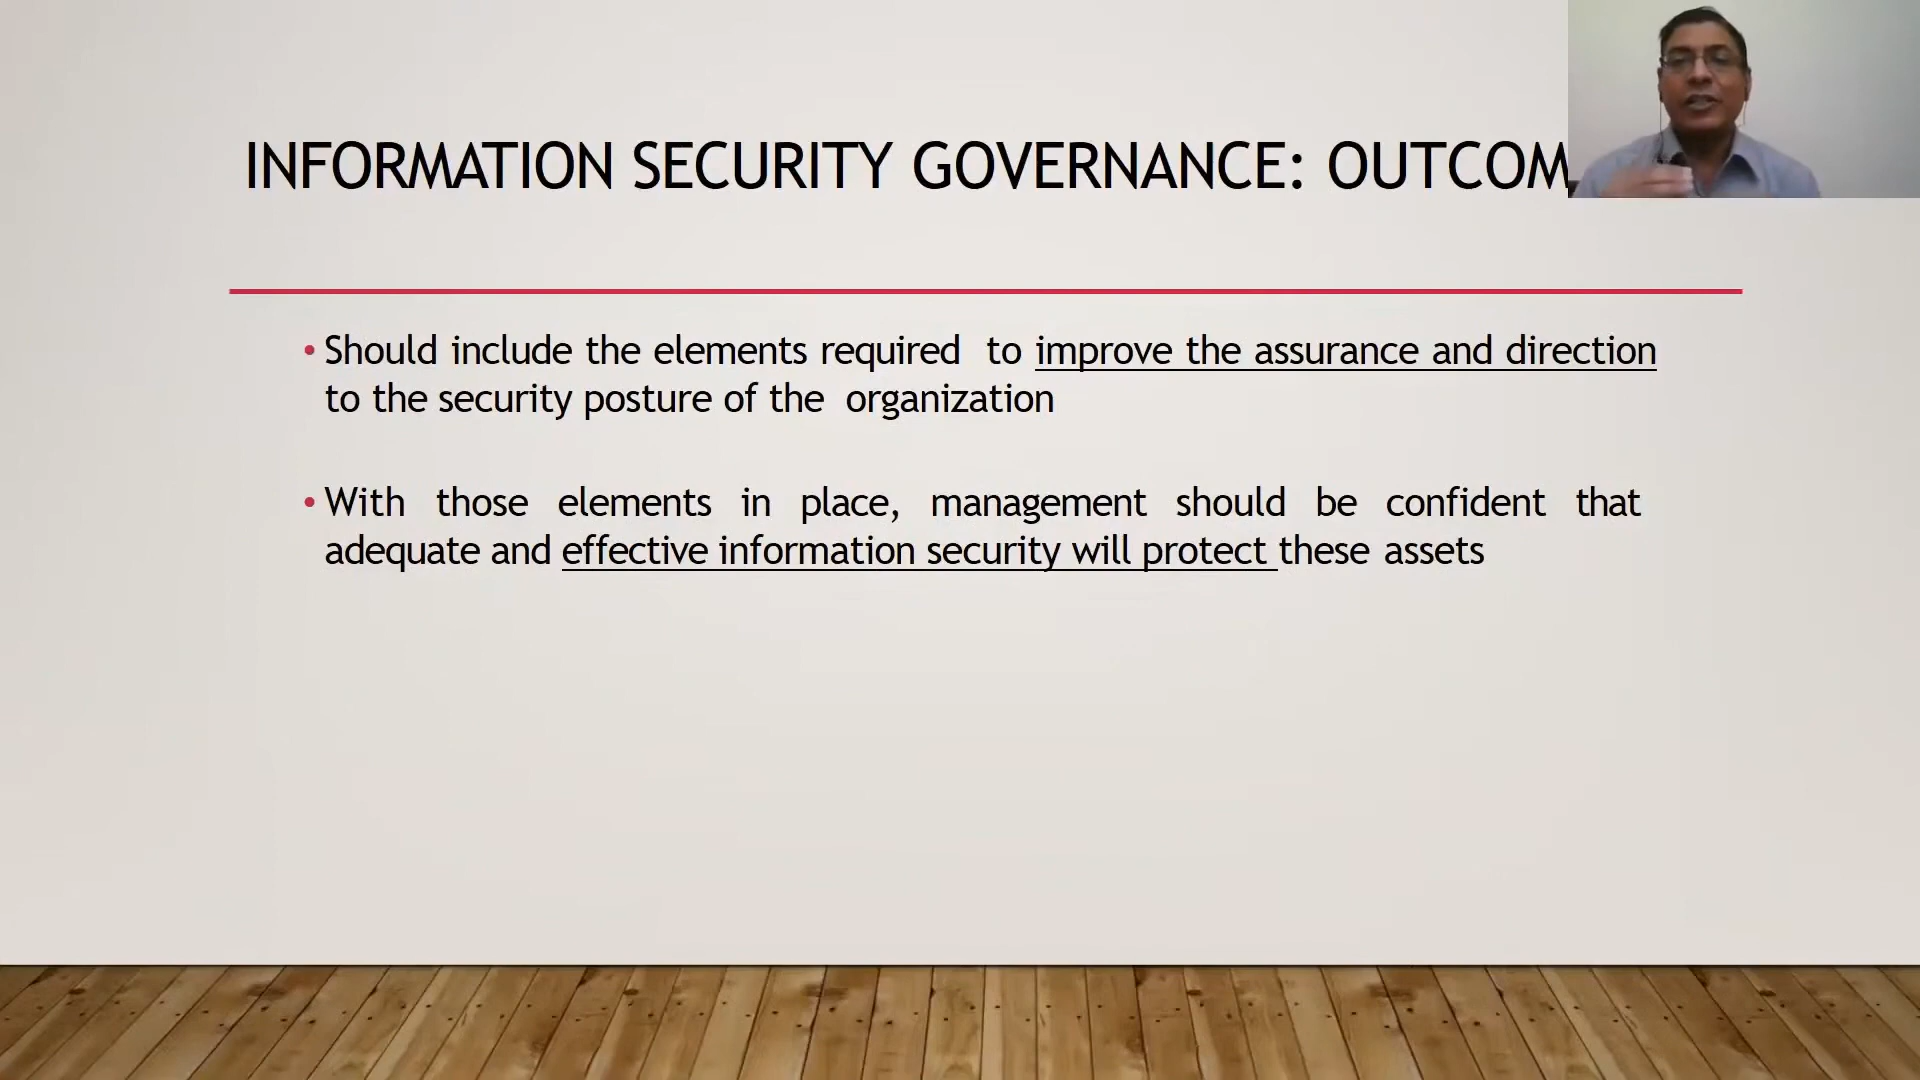 INFORMATION SECURITY GOVERNANCE: OUTCOM
• Should include the elements required to improve the assurance and direction
to the security posture of the organization
• With those elements in place, management should be confident that
adequate and effective information security will protect these assets